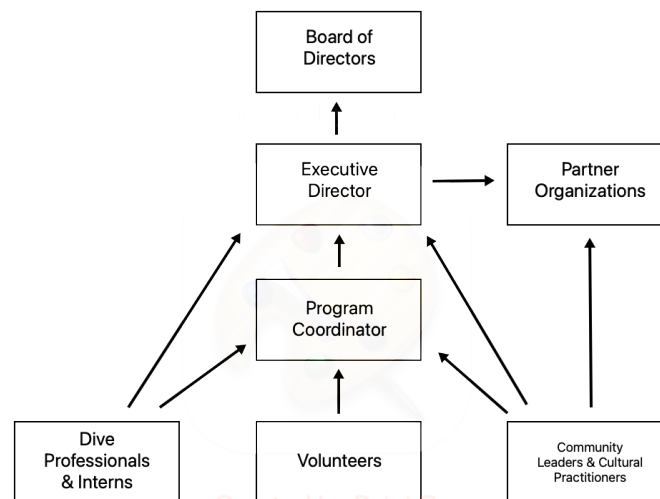 Board of
Directors
Executive
Director
Partner
Organizations
Program
Coordinator
Dive
Professionals
& Interns
Volunteers
Community
Leaders & Cultural
Practitioners